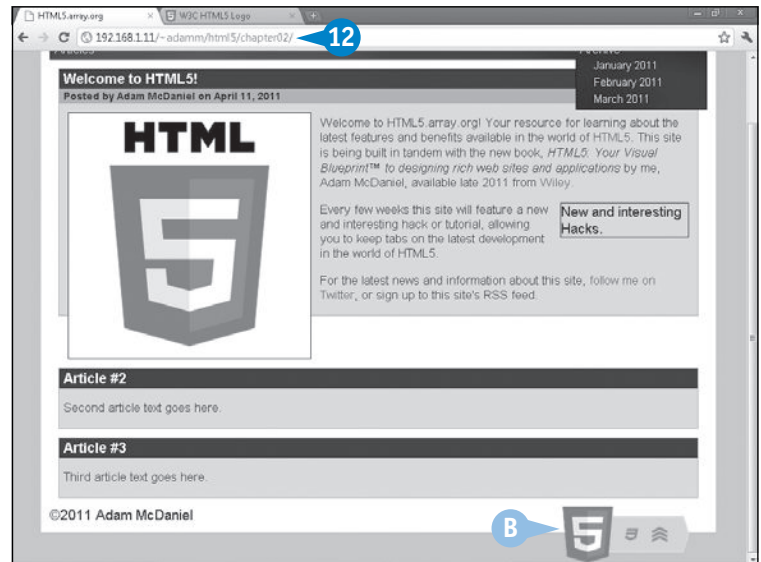 HTML5.array.org
W3C HTML5 Logo
192.168.1.11/~adamm/html5/chapter02/
12
Articles
Archive
January 2011
February 2011
March 2011
Welcome to HTML5!
Posted by Adam McDaniel on April 11, 2011
HTML
5
Welcome to HTML5.array.org! Your resource for learning about the
latest features and benefits available in the world of HTML5. This site
is being built in tandem with the new book, HTML5: Your Visual
Blueprint™ to designing rich web sites and applications by me,
Adam McDaniel, available late 2011 from Wiley.
Every few weeks this site will feature a new
and interesting hack or tutorial, allowing
you to keep tabs on the latest development
in the world of HTML5.
New and interesting
Hacks.
For the latest news and information about this site, follow me on
Twitter, or sign up to this site's RSS feed.
Article #2
Second article text goes here.
Article #3
Third article text goes here.
©2011 Adam McDaniel
B
5